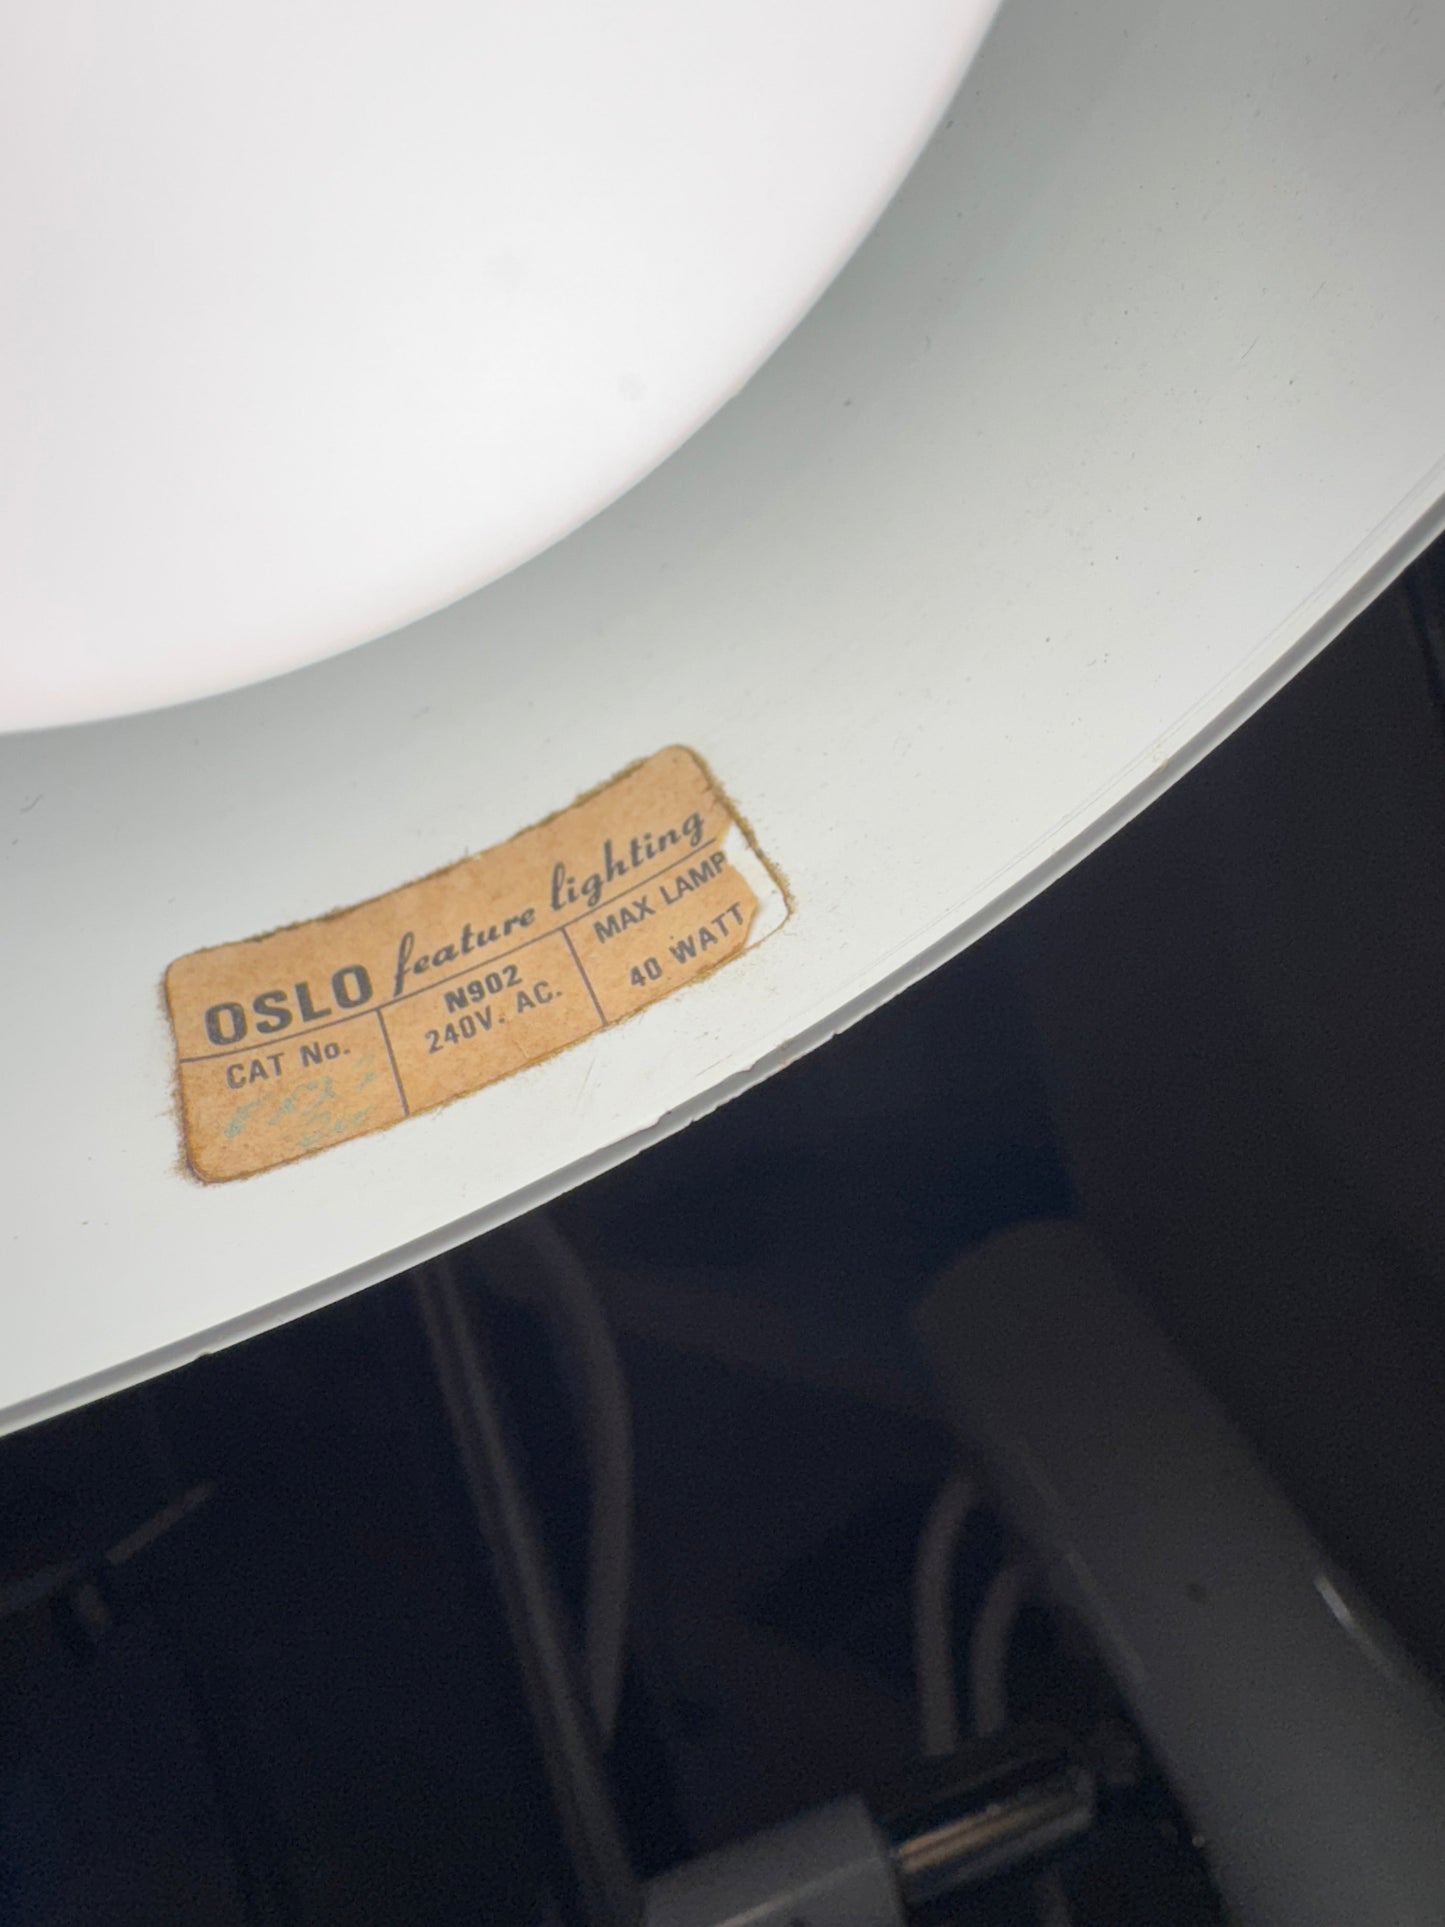 OSLO feature lighting
CAT No.
N902
240V. AC.
MAX LAMP
40 WATT